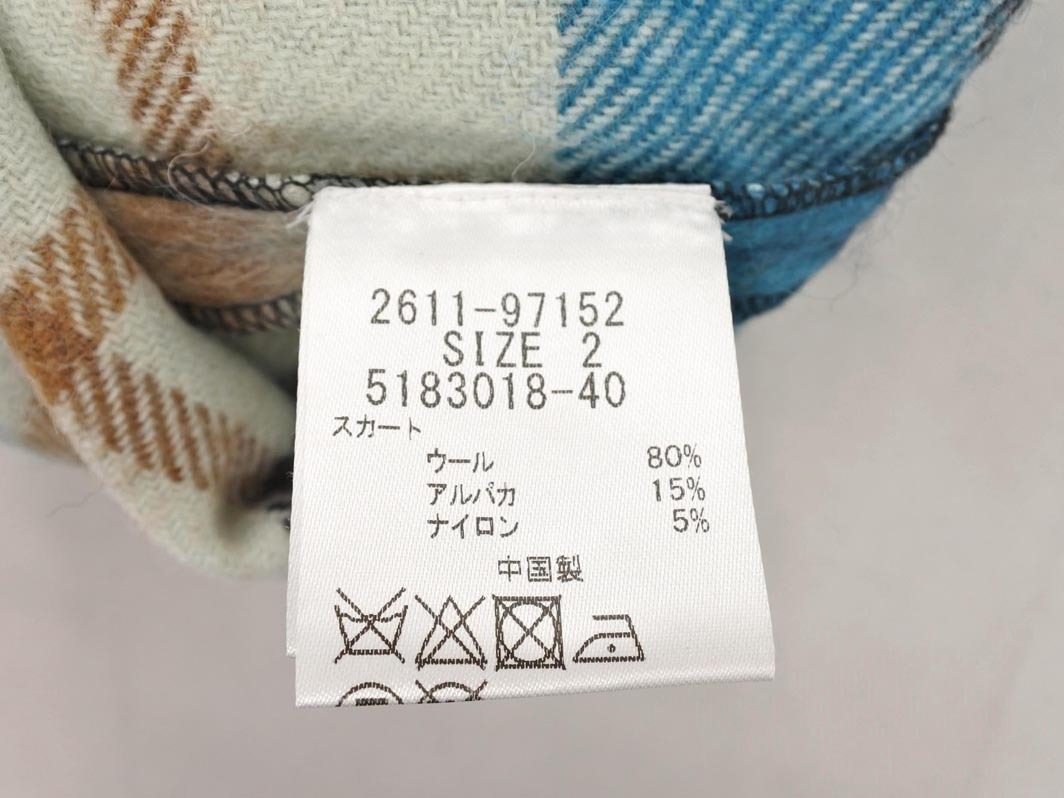 2611-97152
SIZE 2
5183018-40
スカート
ウール 80%
アルパカ 15%
ナイロン 5%
中国製